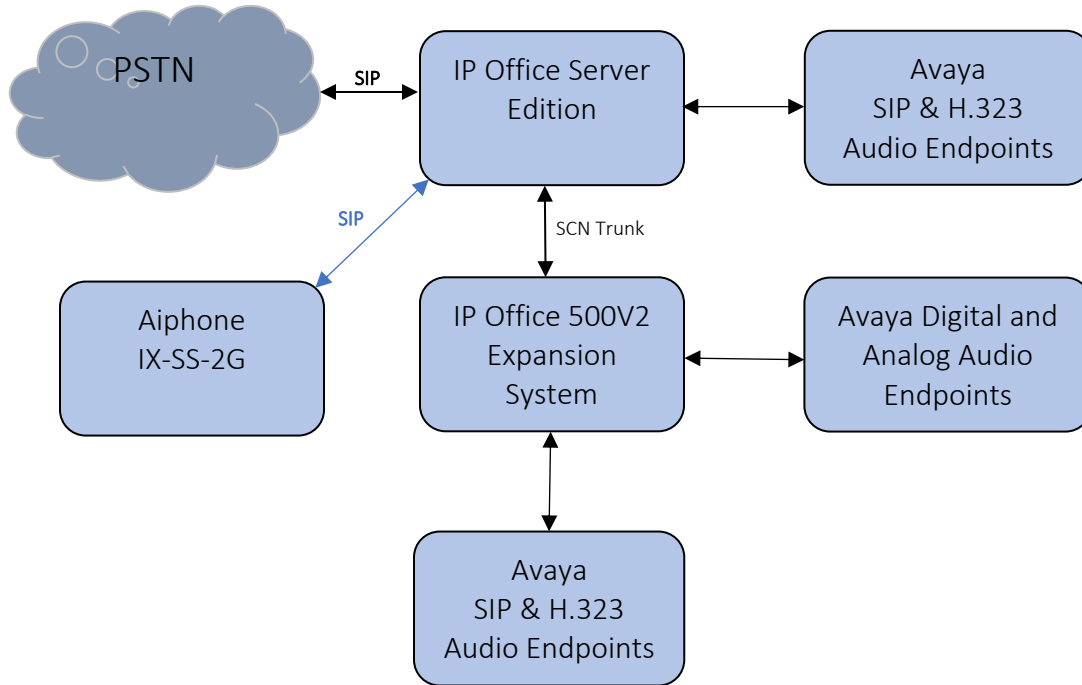 PSTN
SIP
IP Office Server
Edition
Avaya
SIP & H.323
Audio Endpoints
SIP
SCN Trunk
Aiphone
IX-SS-2G
IP Office 500V2
Expansion
System
Avaya Digital and
Analog Audio
Endpoints
Avaya
SIP & H.323
Audio Endpoints